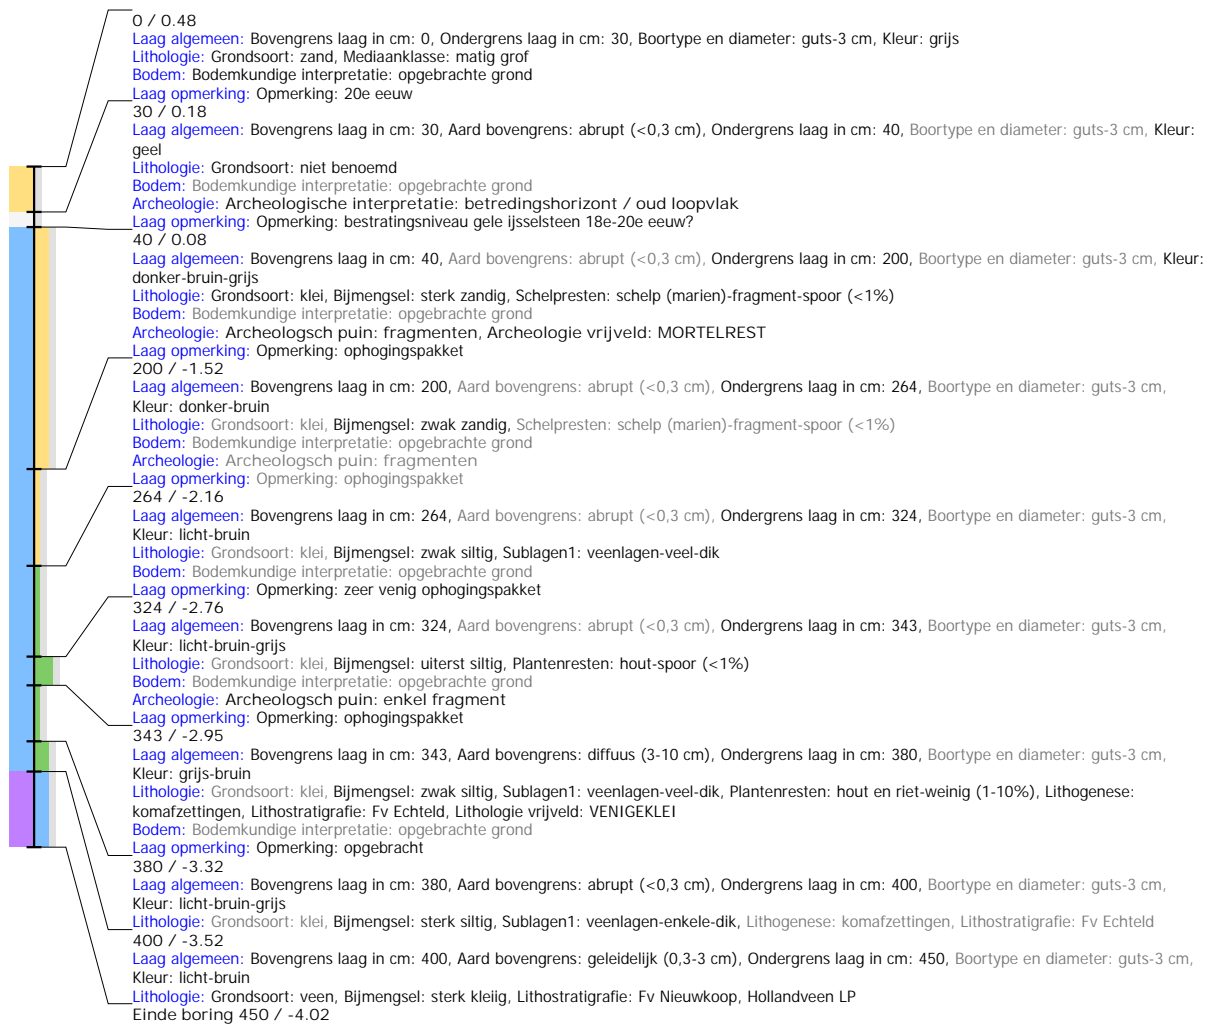 0 / 0.48
Laag algemeen: Bovengrens laag in cm: 0, Ondergrens laag in cm: 30, Boortype en diameter: guts-3 cm, Kleur: grijs
Lithologie: Grondsoort: zand, Mediaanklasse: matig grof
Bodem: Bodemkundige interpretatie: opgebrachte grond
Laag opmerking: Opmerking: 20e eeuw
30 / 0.18
Laag algemeen: Bovengrens laag in cm: 30, Aard bovengrens: abrupt (<0,3 cm), Ondergrens laag in cm: 40, Boortype en diameter: guts-3 cm, Kleur:
geel
Lithologie: Grondsoort: niet benoemd
Bodem: Bodemkundige interpretatie: opgebrachte grond
Archeologie: Archeologische interpretatie: betredingshorizont / oud loopvlak
Laag opmerking: Opmerking: bestratingsniveau gele ijsselsteen 18e-20e eeuw?
40 / 0.08
Laag algemeen: Bovengrens laag in cm: 40, Aard bovengrens: abrupt (<0,3 cm), Ondergrens laag in cm: 200, Boortype en diameter: guts-3 cm, Kleur:
donker-bruin-grijs
Lithologie: Grondsoort: klei, Bijmengsel: sterk zandig, Schelpresten: schelp (marien)-fragment-spoor (<1%)
Bodem: Bodemkundige interpretatie: opgebrachte grond
Archeologie: Archeologsch puin: fragmenten, Archeologie vrijveld: MORTELREST
Laag opmerking: Opmerking: ophogingspakket
200 / -1.52
Laag algemeen: Bovengrens laag in cm: 200, Aard bovengrens: abrupt (<0,3 cm), Ondergrens laag in cm: 264, Boortype en diameter: guts-3 cm,
Kleur: donker-bruin
Lithologie: Grondsoort: klei, Bijmengsel: zwak zandig, Schelpresten: schelp (marien)-fragment-spoor (<1%)
Bodem: Bodemkundige interpretatie: opgebrachte grond
Archeologie: Archeologsch puin: fragmenten
Laag opmerking: Opmerking: ophogingspakket
264 / -2.16
Laag algemeen: Bovengrens laag in cm: 264, Aard bovengrens: abrupt (<0,3 cm), Ondergrens laag in cm: 324, Boortype en diameter: guts-3 cm,
Kleur: licht-bruin
Lithologie: Grondsoort: klei, Bijmengsel: zwak siltig, Sublagen1: veenlagen-veel-dik
Bodem: Bodemkundige interpretatie: opgebrachte grond
Laag opmerking: Opmerking: zeer venig ophogingspakket
324 / -2.76
Laag algemeen: Bovengrens laag in cm: 324, Aard bovengrens: abrupt (<0,3 cm), Ondergrens laag in cm: 343, Boortype en diameter: guts-3 cm,
Kleur: licht-bruin-grijs
Lithologie: Grondsoort: klei, Bijmengsel: uiterst siltig, Plantenresten: hout-spoor (<1%)
Bodem: Bodemkundige interpretatie: opgebrachte grond
Archeologie: Archeologsch puin: enkel fragment
Laag opmerking: Opmerking: ophogingspakket
343 / -2.95
Laag algemeen: Bovengrens laag in cm: 343, Aard bovengrens: diffuus (3-10 cm), Ondergrens laag in cm: 380, Boortype en diameter: guts-3 cm,
Kleur: grijs-bruin
Lithologie: Grondsoort: klei, Bijmengsel: zwak siltig, Sublagen1: veenlagen-veel-dik, Plantenresten: hout en riet-weinig (1-10%), Lithogenese:
komafzettingen, Lithostratigrafie: Fv Echteld, Lithologie vrijveld: VENIGEKLEI
Bodem: Bodemkundige interpretatie: opgebrachte grond
Laag opmerking: Opmerking: opgebracht
380 / -3.32
Laag algemeen: Bovengrens laag in cm: 380, Aard bovengrens: abrupt (<0,3 cm), Ondergrens laag in cm: 400, Boortype en diameter: guts-3 cm,
Kleur: licht-bruin-grijs
Lithologie: Grondsoort: klei, Bijmengsel: sterk siltig, Sublagen1: veenlagen-enkele-dik, Lithogenese: komafzettingen, Lithostratigrafie: Fv Echteld
400 / -3.52
Laag algemeen: Bovengrens laag in cm: 400, Aard bovengrens: geleidelijk (0,3-3 cm), Ondergrens laag in cm: 450, Boortype en diameter: guts-3 cm,
Kleur: licht-bruin
Lithologie: Grondsoort: veen, Bijmengsel: sterk kleiig, Lithostratigrafie: Fv Nieuwkoop, Hollandveen LP
Einde boring 450 / -4.02